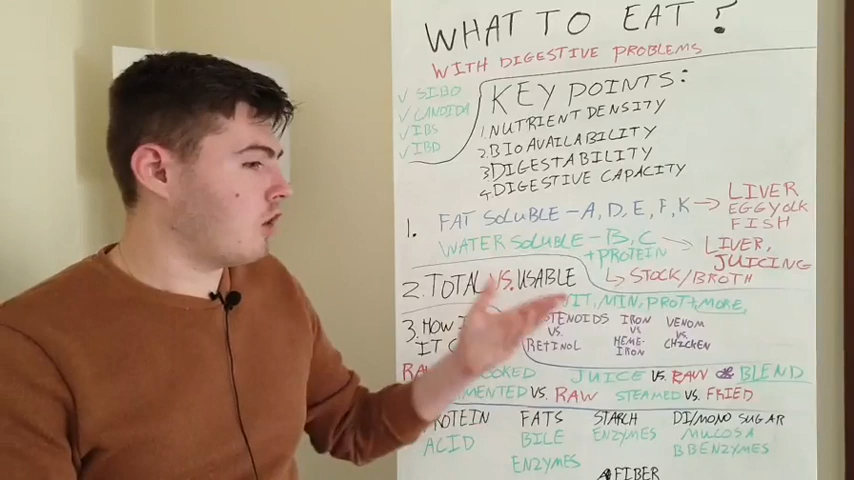 WHAT TO EAT?
WITH DIGESTIVE PROBLEMS
✓ SIBO
✓ CANDIDA
✓ IBS
✓ IBD
KEY POINTS:
1. NUTRIENT DENSITY
2. BIOAVAILABILITY
3 DIGESTABILITY
4. DIGESTIVE CAPACITY
1. FAT SOLUBLE - A, D, E, F, K → LIVER
EGG YOLK
FISH
WATER SOLUBLE - B, C → LIVER, JUICING
+ PROTEIN
↳ STOCK/BROTH
2. TOTAL VS. USABLE
VIT, MIN, PROT + MORE
3. HOW
IT
VS.
RETINOL
IRON
VS
HEME-IRON
VENOM
VS.
CHICKEN
COOKED
JUICE VS. RAW BLEND
VS. RAW STEAMED VS. FRIED
PROTEIN
ACID
FATS
BILE
ENZYMES
STARCH
ENZYMES
DI/MONO SUGAR
MUCOSA
BB ENZYMES
FIBER